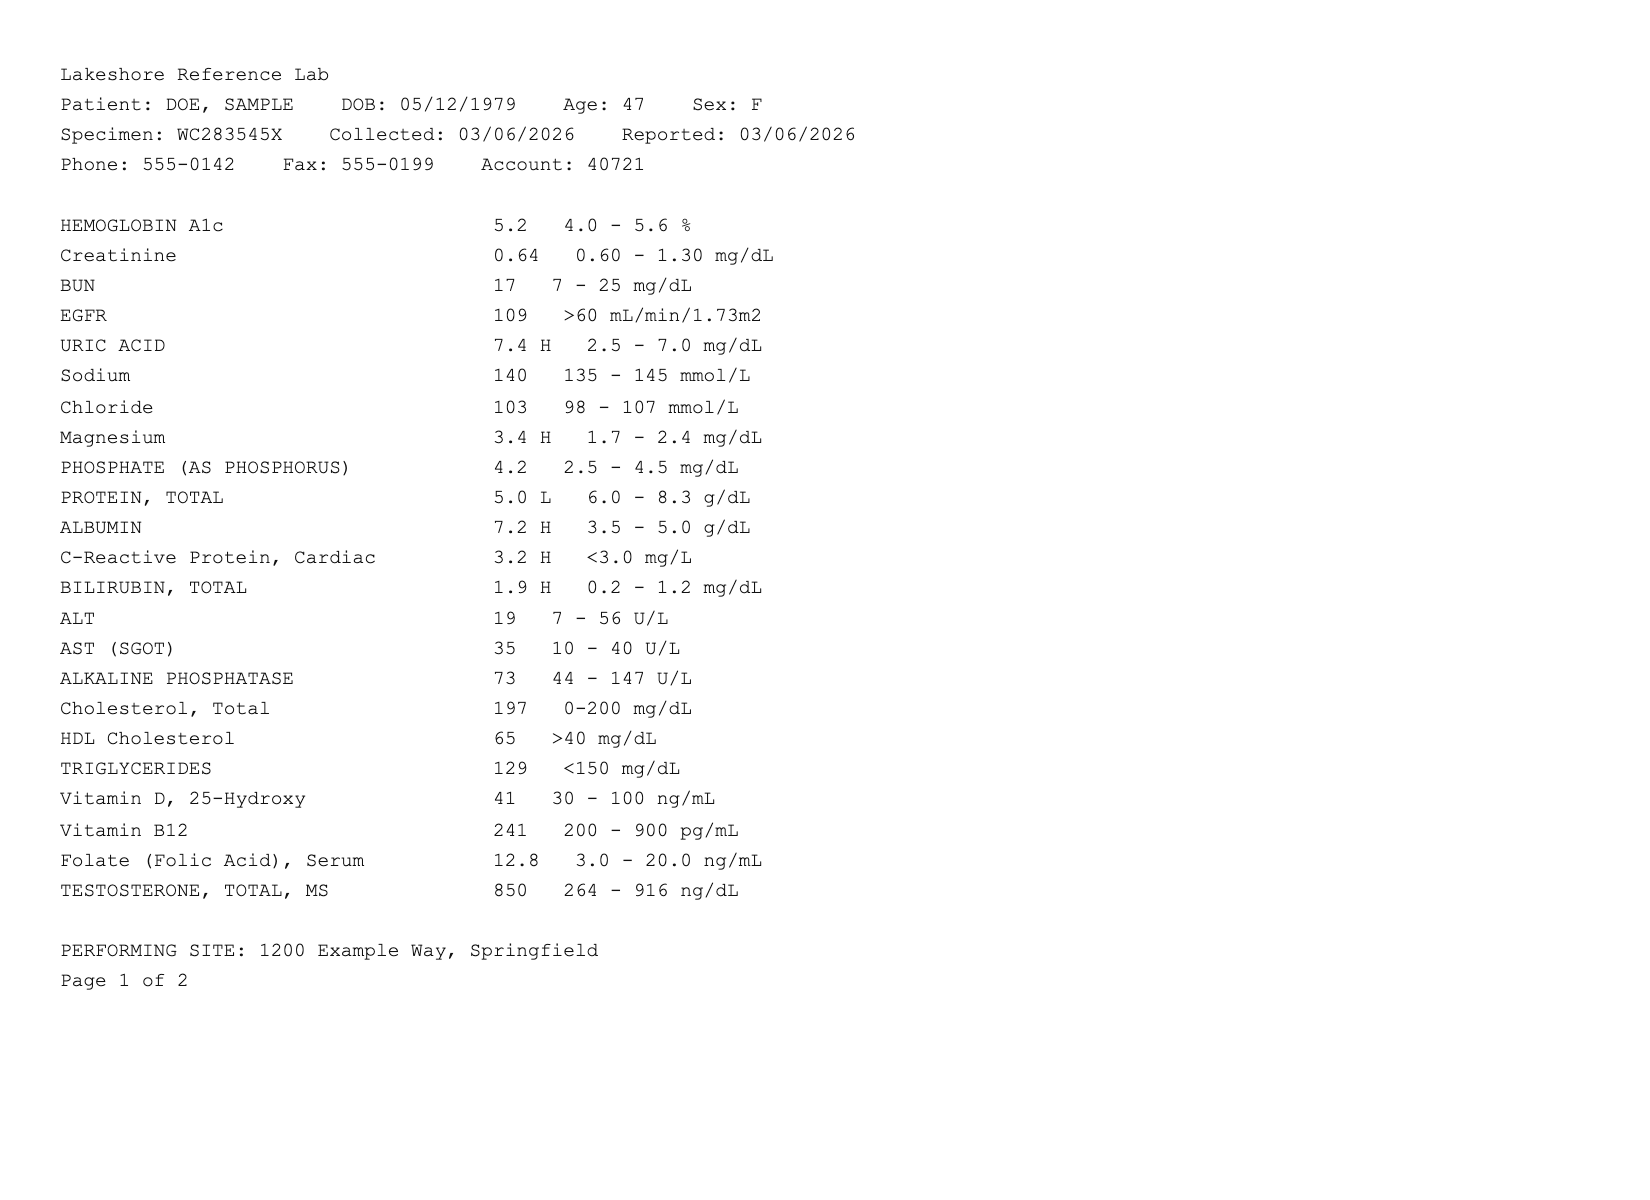 Lakeshore Reference Lab
Patient: DOE, SAMPLE    DOB: 05/12/1979    Age: 47    Sex: F
Specimen: WC283545X    Collected: 03/06/2026    Reported: 03/06/2026
Phone: 555-0142    Fax: 555-0199    Account: 40721
HEMOGLOBIN A1c    5.2   4.0 - 5.6 %
Creatinine    0.64   0.60 - 1.30 mg/dL
BUN    17   7 - 25 mg/dL
EGFR    109   >60 mL/min/1.73m2
URIC ACID    7.4 H   2.5 - 7.0 mg/dL
Sodium    140   135 - 145 mmol/L
Chloride    103   98 - 107 mmol/L
Magnesium    3.4 H   1.7 - 2.4 mg/dL
PHOSPHATE (AS PHOSPHORUS)    4.2   2.5 - 4.5 mg/dL
PROTEIN, TOTAL    5.0 L   6.0 - 8.3 g/dL
ALBUMIN    7.2 H   3.5 - 5.0 g/dL
C-Reactive Protein, Cardiac    3.2 H   <3.0 mg/L
BILIRUBIN, TOTAL    1.9 H   0.2 - 1.2 mg/dL
ALT    19   7 - 56 U/L
AST (SGOT)    35   10 - 40 U/L
ALKALINE PHOSPHATASE    73   44 - 147 U/L
Cholesterol, Total    197   0-200 mg/dL
HDL Cholesterol    65   >40 mg/dL
TRIGLYCERIDES    129   <150 mg/dL
Vitamin D, 25-Hydroxy    41   30 - 100 ng/mL
Vitamin B12    241   200 - 900 pg/mL
Folate (Folic Acid), Serum    12.8   3.0 - 20.0 ng/mL
TESTOSTERONE, TOTAL, MS    850   264 - 916 ng/dL
PERFORMING SITE: 1200 Example Way, Springfield
Page 1 of 2